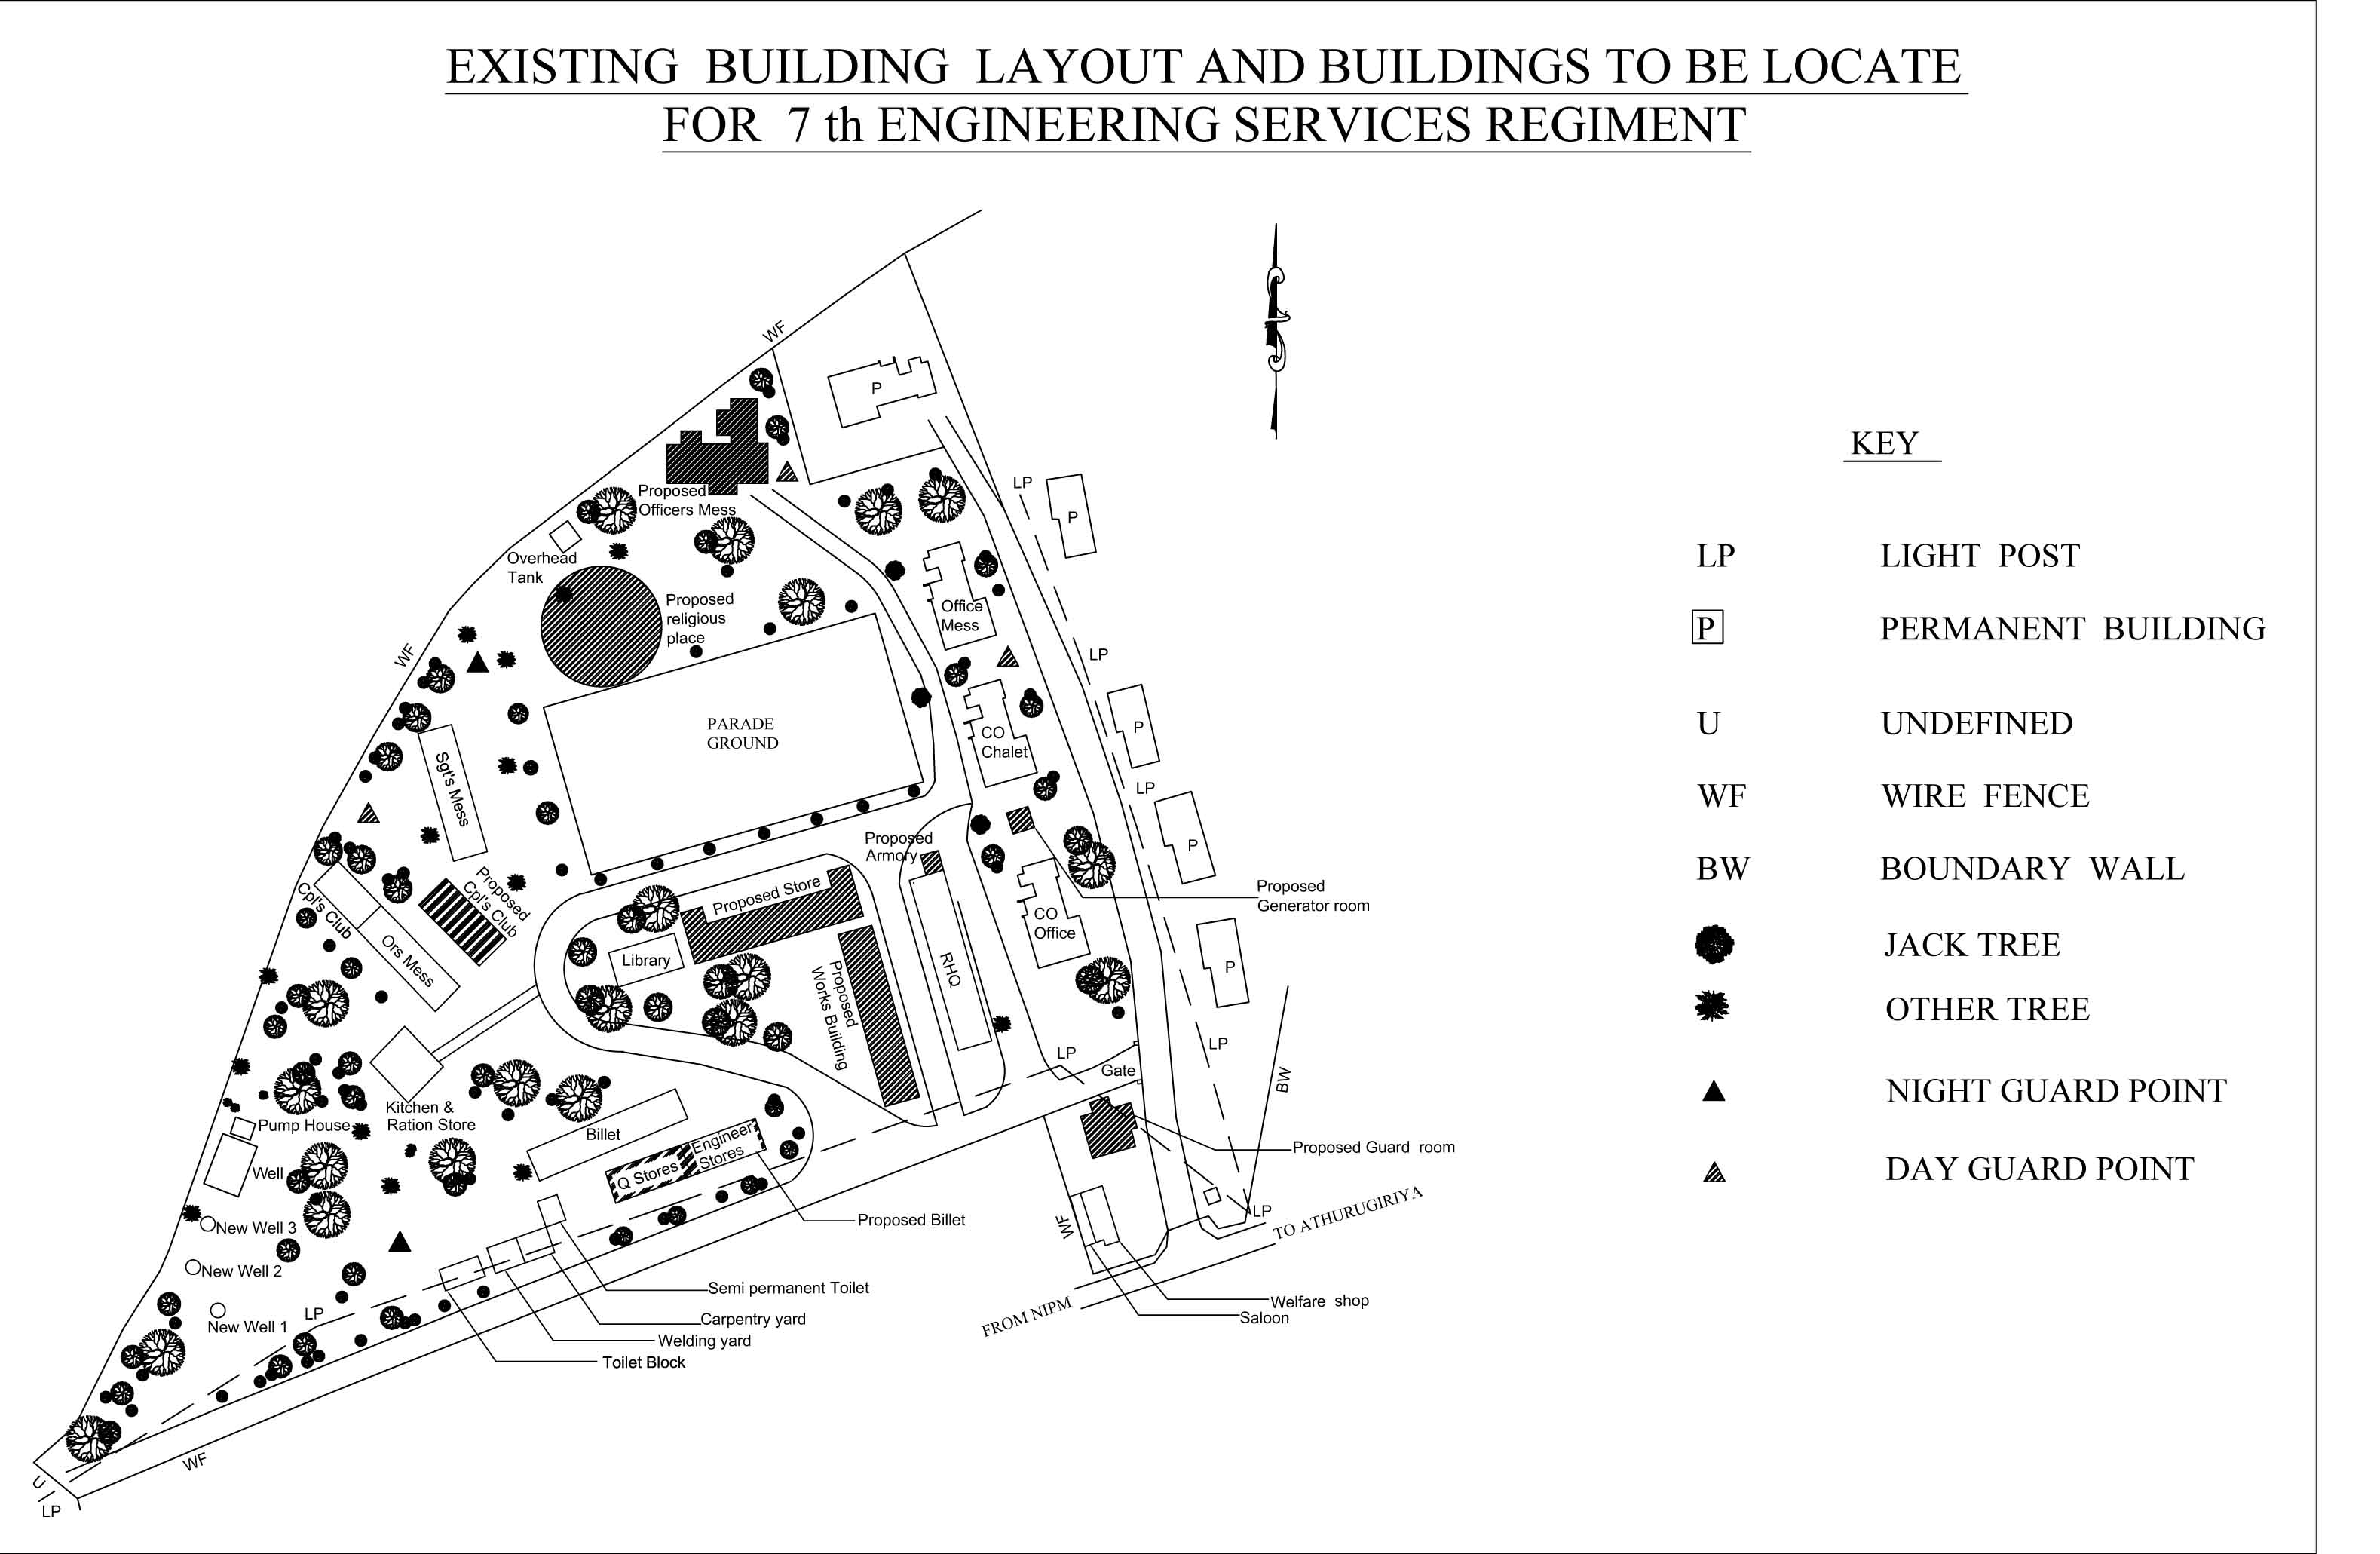 EXISTING BUILDING LAYOUT AND BUILDINGS TO BE LOCATE
FOR 7 th ENGINEERING SERVICES REGIMENT
WF
P
LP
P
Proposed
Officers Mess
Overhead
Tank
Proposed
religious
place
Office
Mess
WF
LP
PARADE
GROUND
CO
Chalet
P
Sgt's Mess
LP
Proposed
Armory
P
Proposed
Cpl's Club
Cpl's Club
Ors Mess
Proposed Store
Proposed
Generator room
CO
Office
Library
Proposed
Works Building
RHQ
P
LP
LP
Gate
BW
Kitchen &
Ration Store
Pump House
Billet
Engineer
Stores
Q Stores
Proposed Guard room
Well
New Well 3
Proposed Billet
WF
LP
TO ATHURUGIRIYA
New Well 2
Semi permanent Toilet
Welfare shop
Saloon
FROM NIPM
LP
New Well 1
Carpentry yard
Welding yard
Toilet Block
WF
U
LP
KEY
LP LIGHT POST
P PERMANENT BUILDING
U UNDEFINED
WF WIRE FENCE
BW BOUNDARY WALL
JACK TREE
OTHER TREE
NIGHT GUARD POINT
DAY GUARD POINT